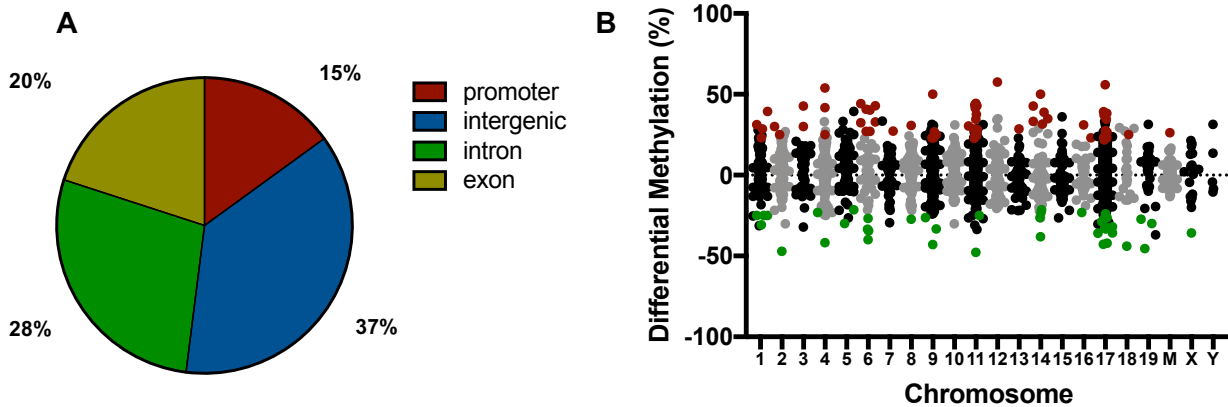 A
20%
15%
28%
37%
promoter
intergenic
intron
exon
B
Differential Methylation (%)
100
50
0
-50
-100
1 2 3 4 5 6 7 8 9 10 11 12 13 14 15 16 17 18 19 M X Y
Chromosome